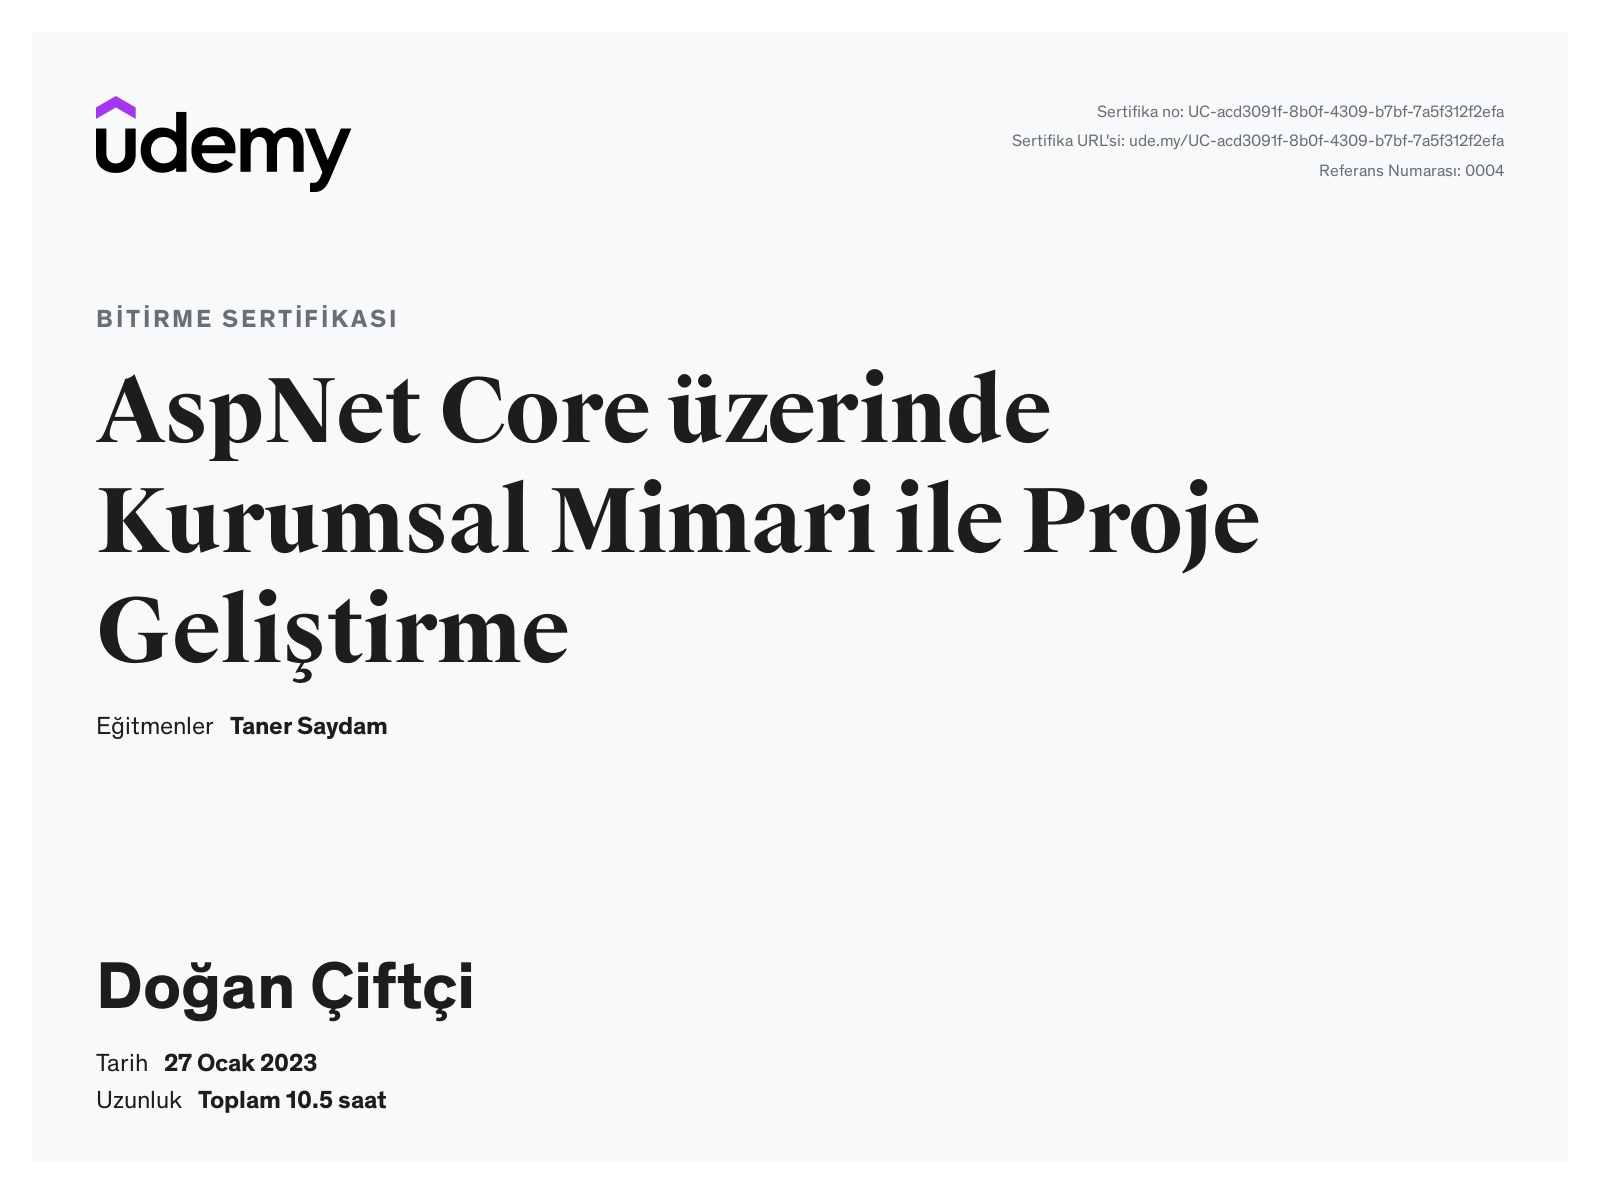 udemy
Sertifika no: UC-acd3091f-8b0f-4309-b7bf-7a5f312f2efa
Sertifika URL'si: ude.my/UC-acd3091f-8b0f-4309-b7bf-7a5f312f2efa
Referans Numarası: 0004
BİTİRME SERTİFİKASI
AspNet Core üzerinde
Kurumsal Mimari ile Proje
Geliştirme
Eğitmenler Taner Saydam
Doğan Çiftçi
Tarih 27 Ocak 2023
Uzunluk Toplam 10.5 saat